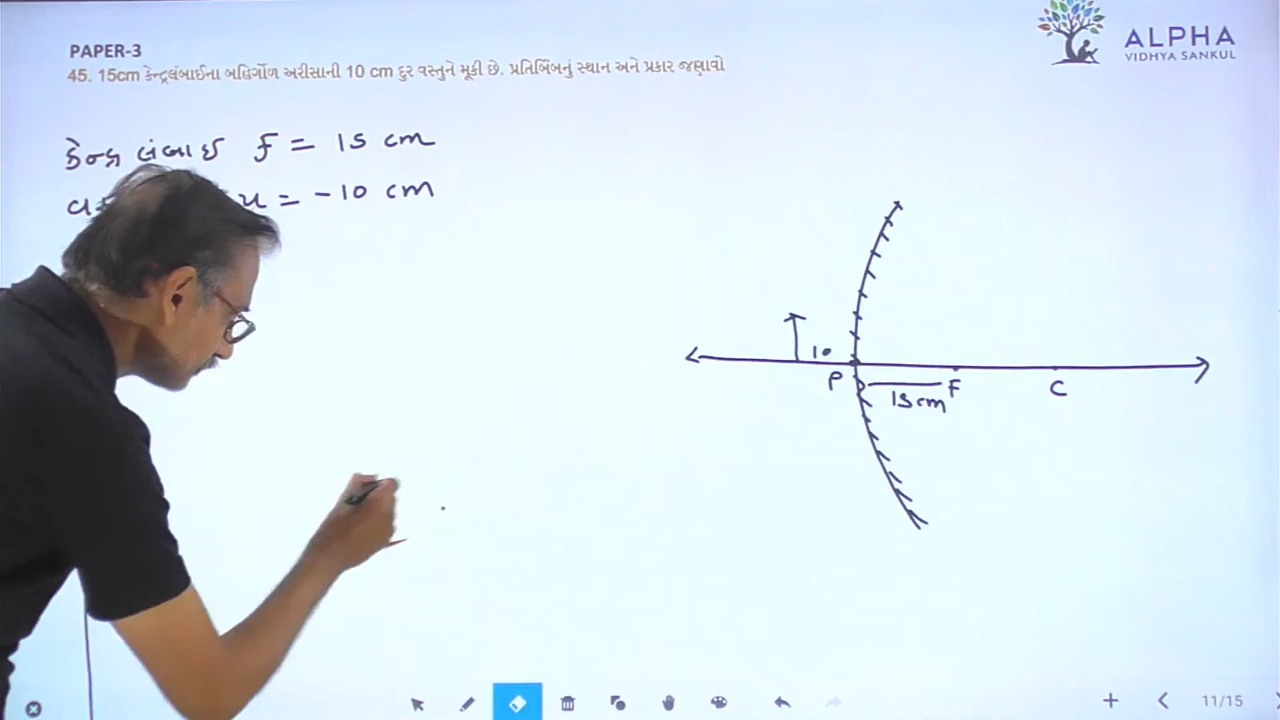 ALPHA
VIDHYA SANKUL
PAPER-3
45. 15cm કેન્દ્રલંબાઈના બહિર્ગોળ અરીસાની 10 cm દુર વસ્તુને મૂકી છે. પ્રતિબિંબનું સ્થાન અને પ્રકાર જણાવો
કેન્દ્ર લંબાઈ f = 15 cm
u = -10 cm
10
P
F
C
15cm
11/15